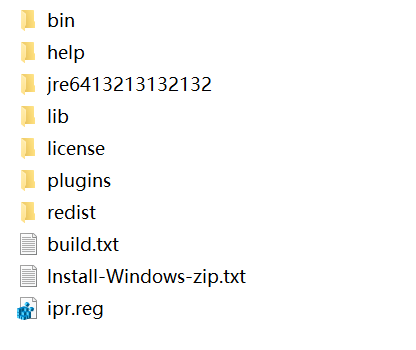 bin
help
jre6413213132132
lib
license
plugins
redist
build.txt
Install-Windows-zip.txt
ipr.reg